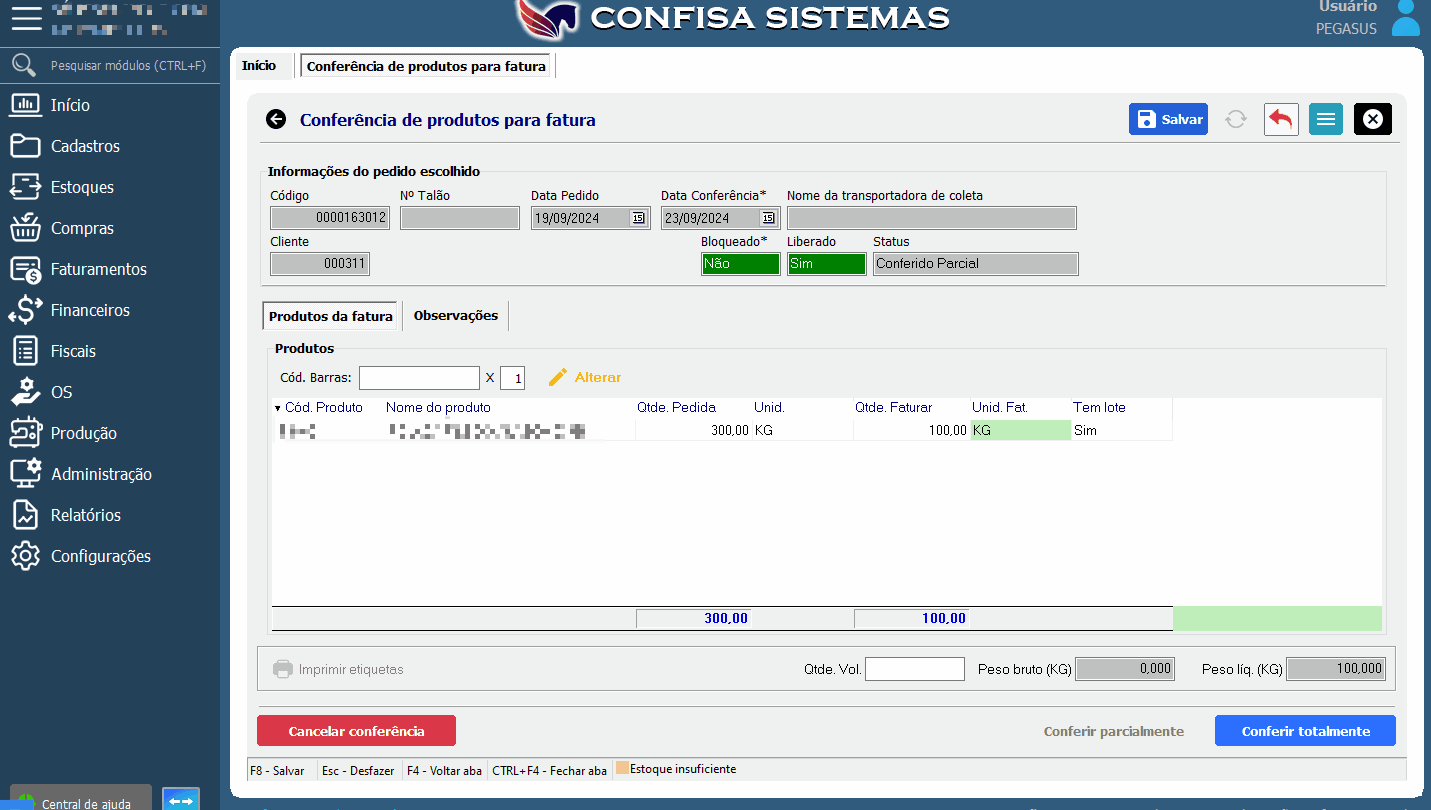 CONFISA SISTEMAS
Usuário
PEGASUS
Pesquisar módulos (CTRL+F)
Início
Cadastros
Estoques
Compras
Faturamentos
Financeiros
Fiscais
OS
Produção
Administração
Relatórios
Configurações
Central de ajuda
Início
Conferência de produtos para fatura
Conferência de produtos para fatura
Salvar
Informações do pedido escolhido
Código Nº Talão Data Pedido Data Conferência* Nome da transportadora de coleta
0000163012 19/09/2024 15 23/09/2024 15
Cliente Bloqueado* Liberado Status
000311 Não Sim Conferido Parcial
Produtos da fatura Observações
Produtos
Cód. Barras: X 1 Alterar
Cód. Produto Nome do produto Qtde. Pedida Unid. Qtde. Faturar Unid. Fat. Tem lote
300,00 KG 100,00 KG Sim
300,00 100,00
Imprimir etiquetas Qtde. Vol. Peso bruto (KG) 0,000 Peso líq. (KG) 100,000
Cancelar conferência Conferir parcialmente Conferir totalmente
F8 - Salvar Esc - Desfazer F4 - Voltar aba CTRL+F4 - Fechar aba Estoque insuficiente